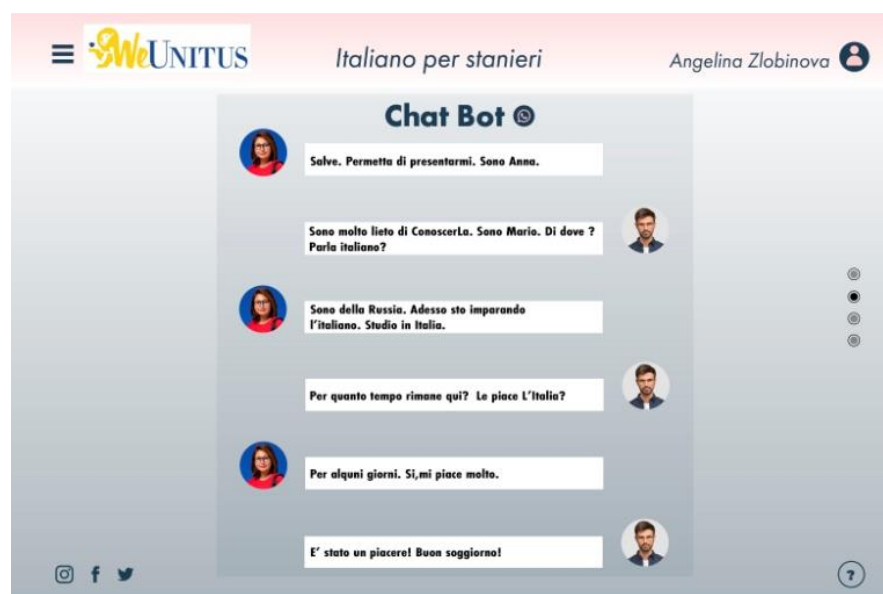 WeUNITUS
Italiano per stanieri
Angelina Zlobinova
Chat Bot
Salve. Permetta di presentarmi. Sono Anna.
Sono molto lieto di ConoscerLa. Sono Mario. Di dove ?
Parla italiano?
Sono della Russia. Adesso sto imparando
l'italiano. Studio in Italia.
Per quanto tempo rimane qui? Le piace L'Italia?
Per alquni giorni. Si,mi piace molto.
E' stato un piacere! Buon soggiorno!
f
?